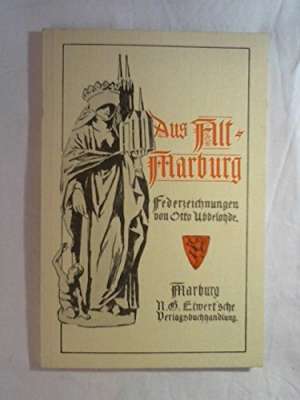 Aus Alt-
Marburg
Federzeichnungen
von Otto Ubbelohde.
Marburg
N. G. Elwert'sche
Verlagsbuchhandlung.